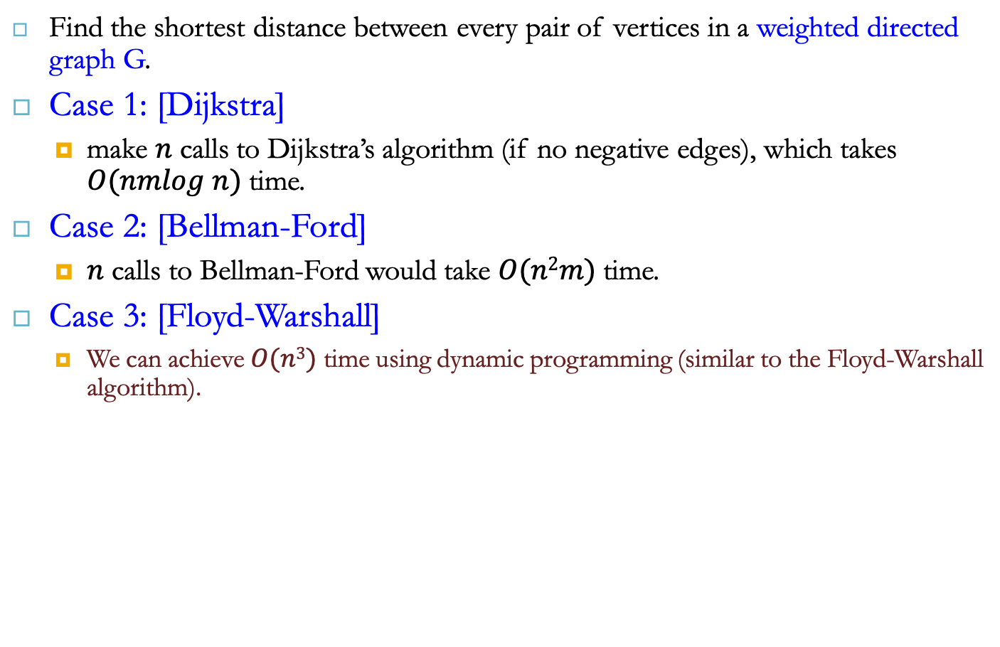 Find the shortest distance between every pair of vertices in a weighted directed
graph G.
Case 1: [Dijkstra]
make n calls to Dijkstra’s algorithm (if no negative edges), which takes
O(nmlog n) time.
Case 2: [Bellman-Ford]
n calls to Bellman-Ford would take O(n²m) time.
Case 3: [Floyd-Warshall]
We can achieve O(n³) time using dynamic programming (similar to the Floyd-Warshall
algorithm).